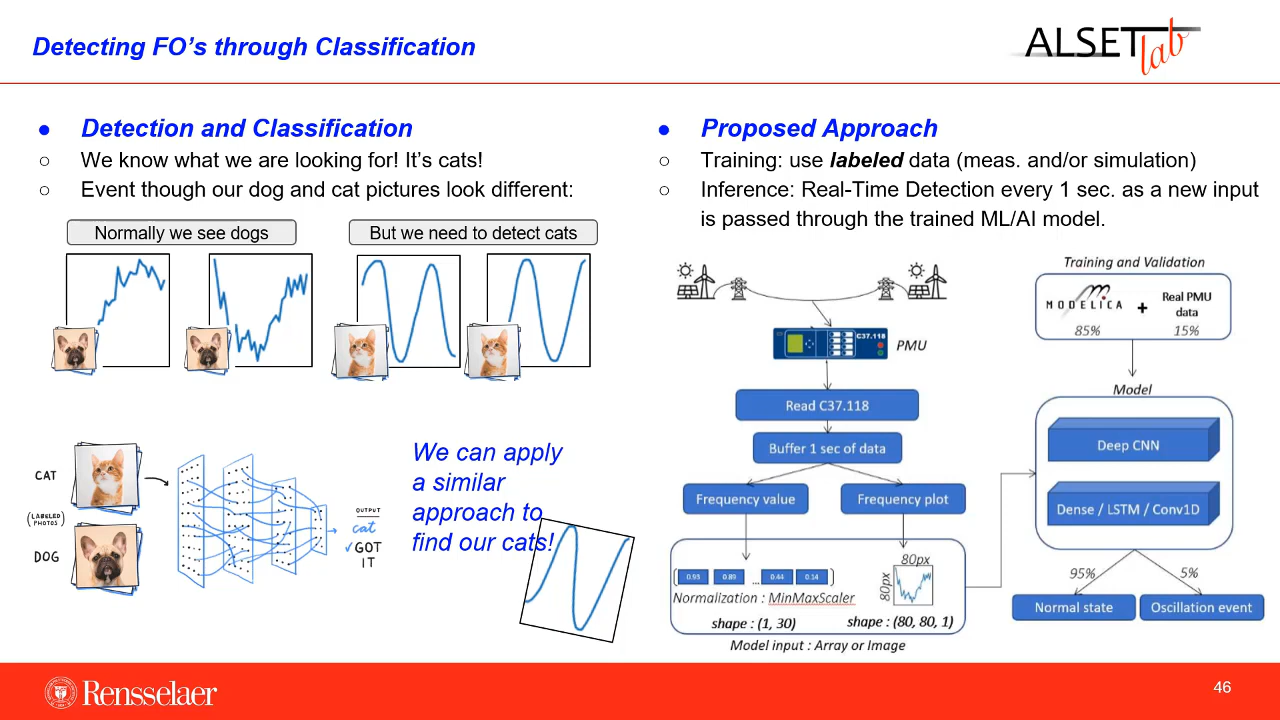 Detecting FO's through Classification
ALSET lab
● Detection and Classification
○ We know what we are looking for! It's cats!
○ Event though our dog and cat pictures look different:
Normally we see dogs
But we need to detect cats
CAT
(LABELED
PHOTOS)
DOG
OUTPUT
cat
✓GOT
IT
We can apply
a similar
approach to
find our cats!
● Proposed Approach
○ Training: use labeled data (meas. and/or simulation)
○ Inference: Real-Time Detection every 1 sec. as a new input
is passed through the trained ML/AI model.
C37.118
PMU
Read C37.118
Buffer 1 sec of data
Frequency value
Frequency plot
0.95 0.89 ... 0.44 0.14
Normalization : MinMaxScaler
shape : (1, 30)
80px
80px
shape : (80, 80, 1)
Model input : Array or Image
Training and Validation
MODELICA
85%
+
Real PMU
data
15%
Model
Deep CNN
Dense / LSTM / Conv1D
95%
5%
Normal state
Oscillation event
Rensselaer
46